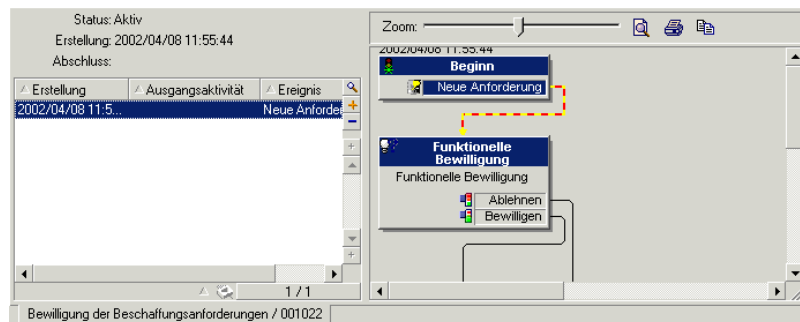 Status: Aktiv
Erstellung: 2002/04/08 11:55:44
Abschluss:
Erstellung Ausgangsaktivität Ereignis
2002/04/08 11:5... Neue Anforder
1 / 1
Zoom:
2002/04/08 11:55:44
Beginn
Neue Anforderung
Funktionelle
Bewilligung
Funktionelle Bewilligung
Ablehnen
Bewilligen
Bewilligung der Beschaffungsanforderungen / 001022